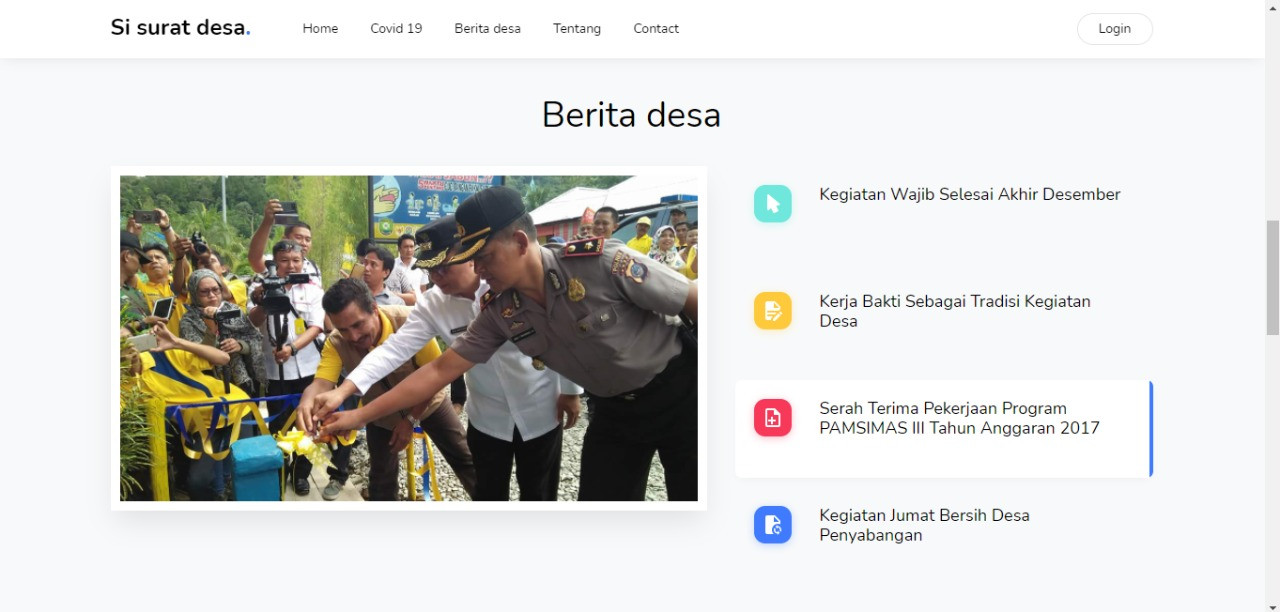 Si surat desa.
Home
Covid 19
Berita desa
Tentang
Contact
Login
Berita desa
Kegiatan Wajib Selesai Akhir Desember
Kerja Bakti Sebagai Tradisi Kegiatan
Desa
Serah Terima Pekerjaan Program
PAMSIMAS III Tahun Anggaran 2017
Kegiatan Jumat Bersih Desa
Penyabangan